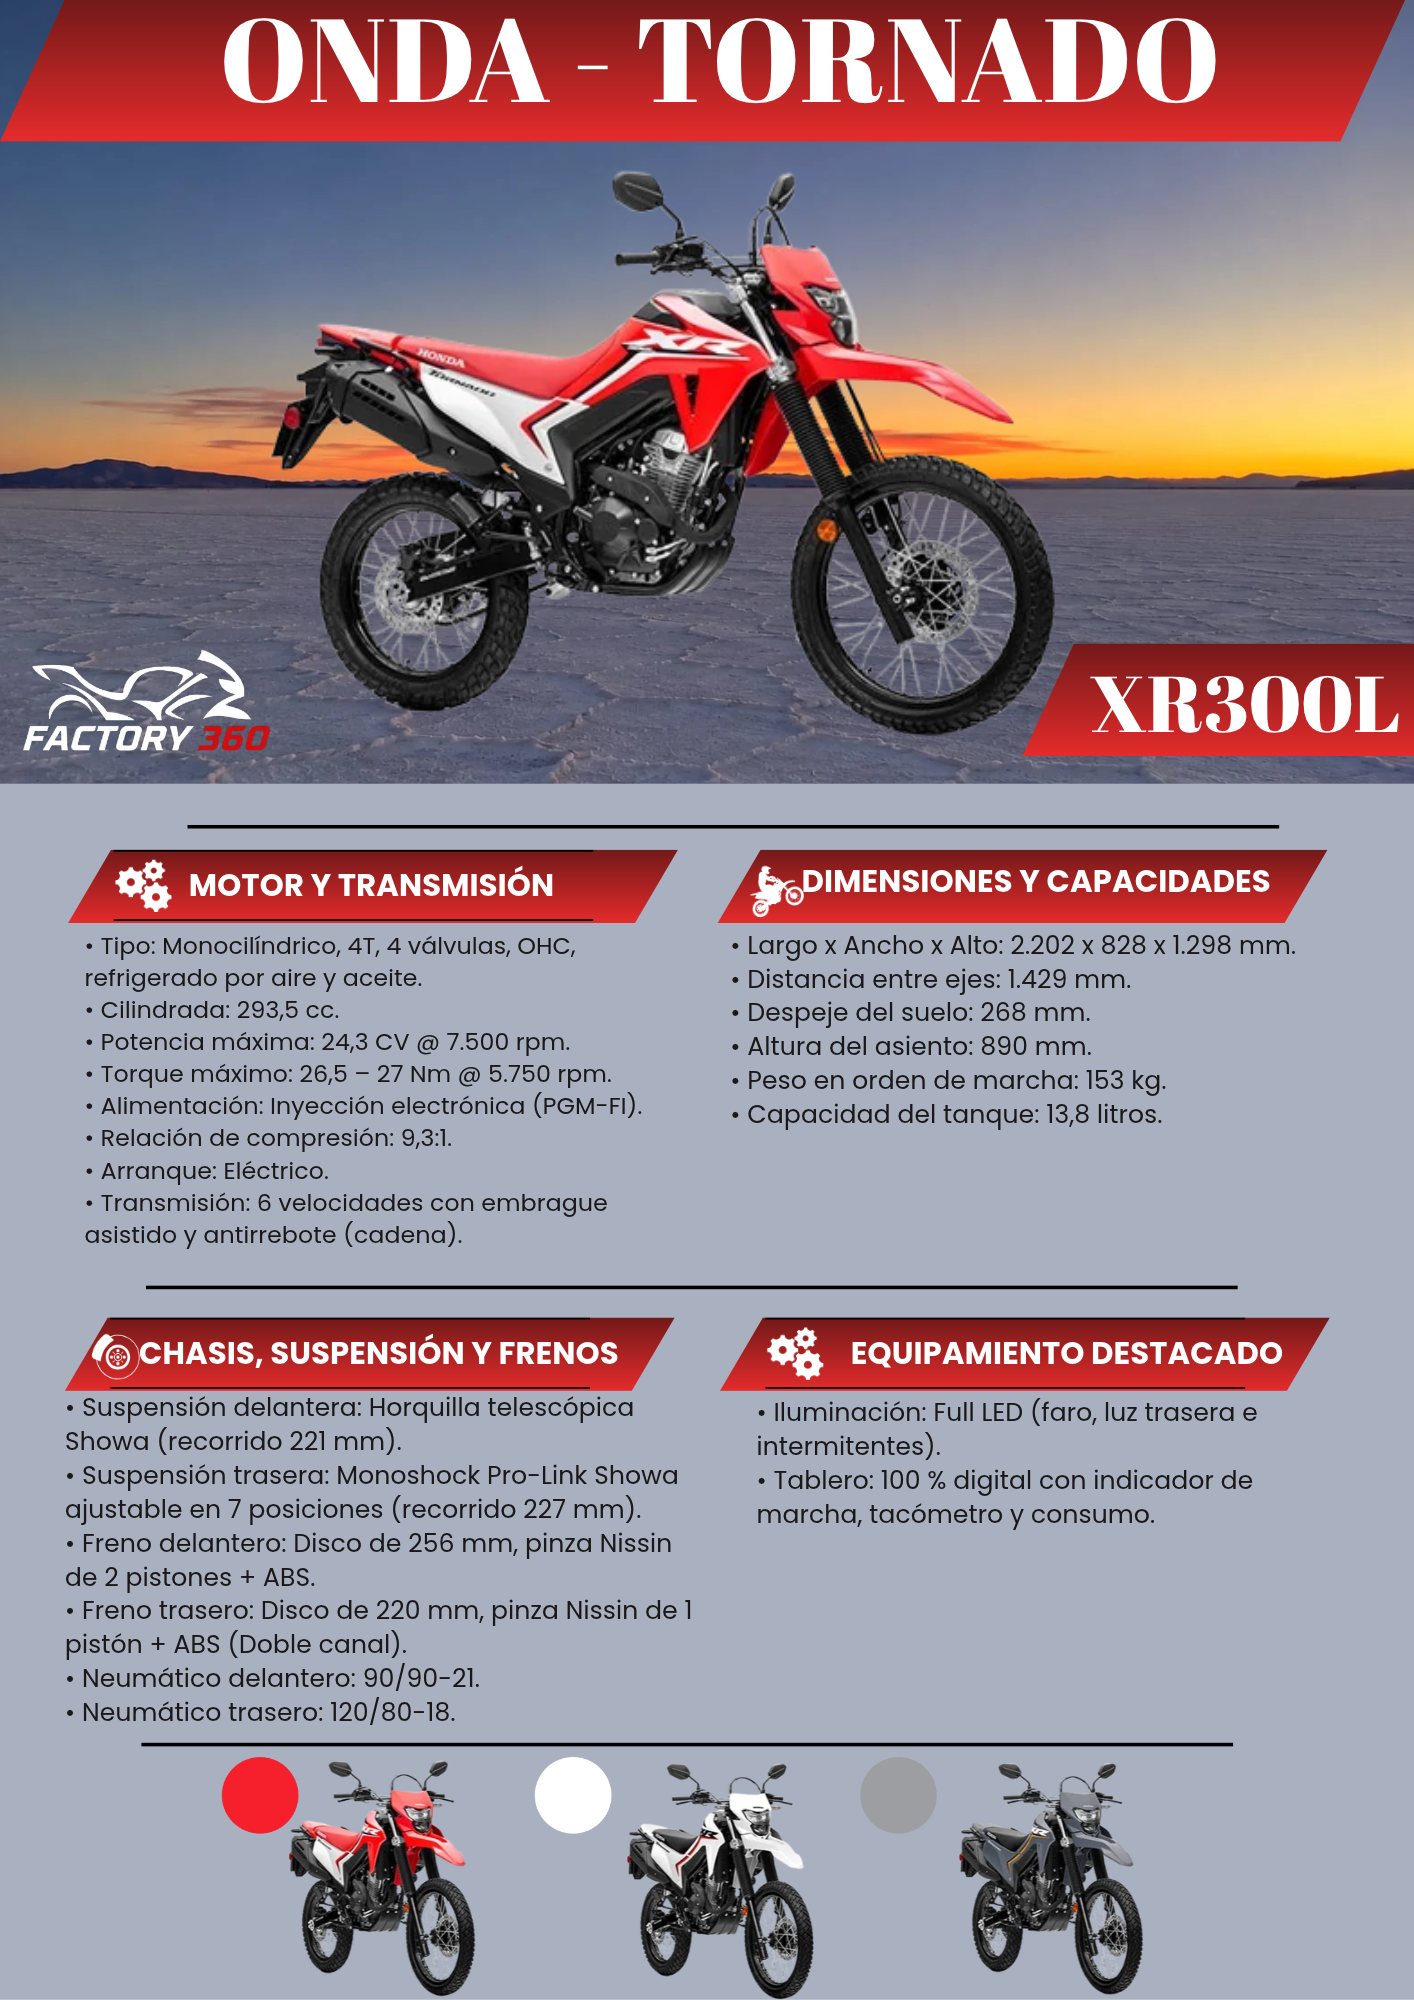 ONDA - TORNADO
XR
HONDA
TORNADO
FACTORY 360
XR300L
MOTOR Y TRANSMISIÓN
• Tipo: Monocilíndrico, 4T, 4 válvulas, OHC,
refrigerado por aire y aceite.
• Cilindrada: 293,5 cc.
• Potencia máxima: 24,3 CV @ 7.500 rpm.
• Torque máximo: 26,5 – 27 Nm @ 5.750 rpm.
• Alimentación: Inyección electrónica (PGM-FI).
• Relación de compresión: 9,3:1.
• Arranque: Eléctrico.
• Transmisión: 6 velocidades con embrague
asistido y antirrebote (cadena).
DIMENSIONES Y CAPACIDADES
• Largo x Ancho x Alto: 2.202 x 828 x 1.298 mm.
• Distancia entre ejes: 1.429 mm.
• Despeje del suelo: 268 mm.
• Altura del asiento: 890 mm.
• Peso en orden de marcha: 153 kg.
• Capacidad del tanque: 13,8 litros.
CHASIS, SUSPENSIÓN Y FRENOS
• Suspensión delantera: Horquilla telescópica
Showa (recorrido 221 mm).
• Suspensión trasera: Monoshock Pro-Link Showa
ajustable en 7 posiciones (recorrido 227 mm).
• Freno delantero: Disco de 256 mm, pinza Nissin
de 2 pistones + ABS.
• Freno trasero: Disco de 220 mm, pinza Nissin de 1
pistón + ABS (Doble canal).
• Neumático delantero: 90/90-21.
• Neumático trasero: 120/80-18.
EQUIPAMIENTO DESTACADO
• Iluminación: Full LED (faro, luz trasera e
intermitentes).
• Tablero: 100 % digital con indicador de
marcha, tacómetro y consumo.